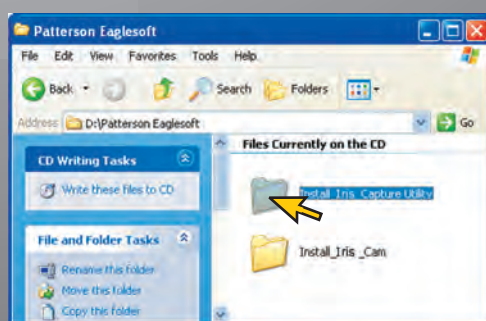 Patterson Eaglesoft
File Edit View Favorites Tools Help
Back Search Folders
Address D:\Patterson Eaglesoft Go
CD Writing Tasks
Write these files to CD
File and Folder Tasks
Rename this folder
Move this folder
Copy this folder
Files Currently on the CD
Install_Iris_Capture Utility
Install_Iris _Cam